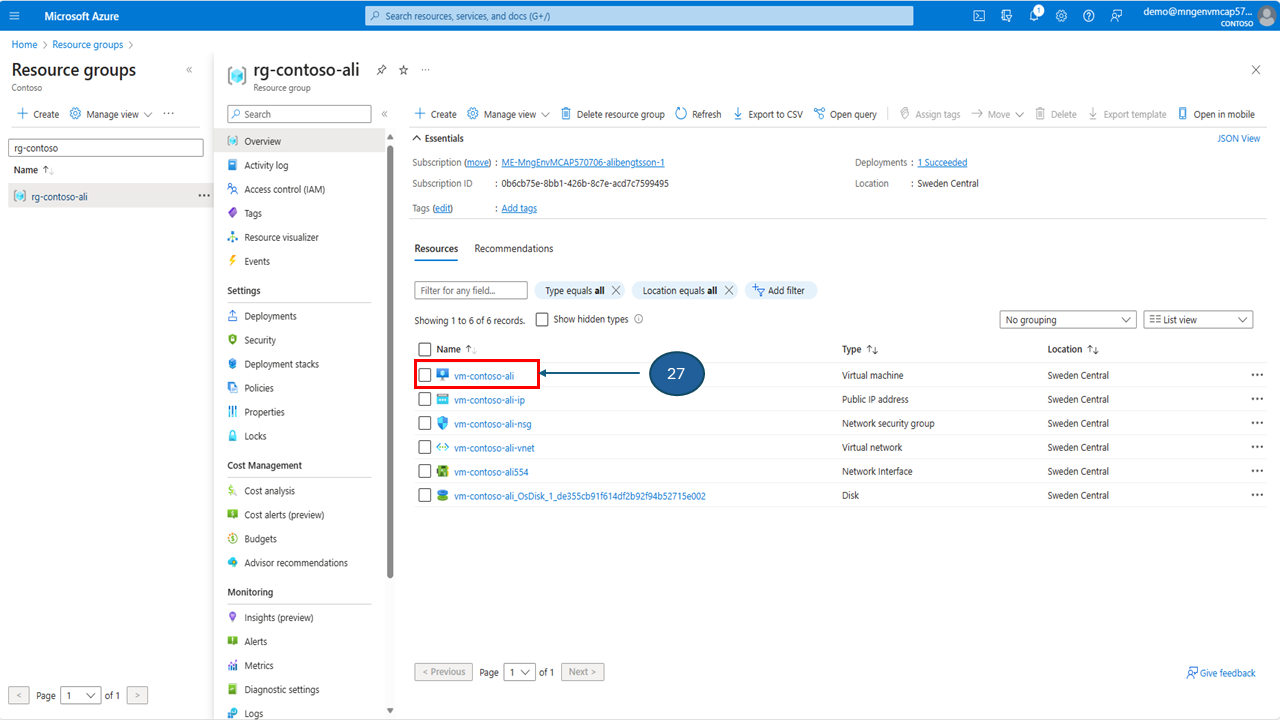 Microsoft Azure
Search resources, services, and docs (G+/)
1
demo@mngenvmcap57...
CONTOSO
Home > Resource groups >
Resource groups
Contoso
Create Manage view ...
rg-contoso
Name
rg-contoso-ali ...
< Page 1 of 1 >
rg-contoso-ali ...
Resource group
Search
Overview
Activity log
Access control (IAM)
Tags
Resource visualizer
Events
Settings
Deployments
Security
Deployment stacks
Policies
Properties
Locks
Cost Management
Cost analysis
Cost alerts (preview)
Budgets
Advisor recommendations
Monitoring
Insights (preview)
Alerts
Metrics
Diagnostic settings
Logs
Create Manage view Delete resource group Refresh Export to CSV Open query Assign tags Move Delete Export template Open in mobile
Essentials JSON View
Subscription (move) : ME-MngEnvMCAP570706-alibengtsson-1 Deployments : 1 Succeeded
Subscription ID : 0b6cb75e-8bb1-426b-8c7e-acd7c7599495 Location : Sweden Central
Tags (edit) : Add tags
Resources Recommendations
Filter for any field... Type equals all Location equals all Add filter
Showing 1 to 6 of 6 records. Show hidden types No grouping List view
Name Type Location
vm-contoso-ali 27 Virtual machine Sweden Central ...
vm-contoso-ali-ip Public IP address Sweden Central ...
vm-contoso-ali-nsg Network security group Sweden Central ...
vm-contoso-ali-vnet Virtual network Sweden Central ...
vm-contoso-ali554 Network Interface Sweden Central ...
vm-contoso-ali_OsDisk_1_de355cb91f614df2b92f94b52715e002 Disk Sweden Central ...
< Previous Page 1 of 1 Next > Give feedback